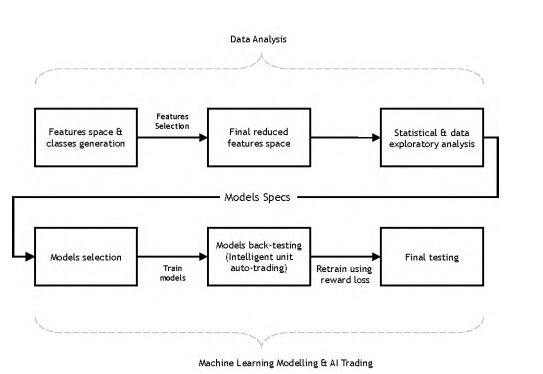 Data Analysis
Features space &
classes generation
Features
Selection
Final reduced
features space
Statistical & data
exploratory analysis
Models Specs
Models selection
Train
models
Models back-testing
(Intelligent unit
auto-trading)
Retrain using
reward loss
Final testing
Machine Learning Modelling & AI Trading